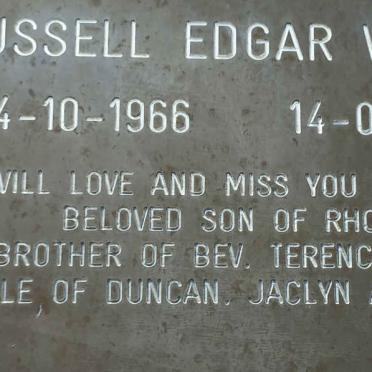 USSELL EDGAR W
4-10-1966 14-0
WILL LOVE AND MISS YOU
BELOVED SON OF RHO
BROTHER OF BEV. TERENC
LE, OF DUNCAN. JACLYN A